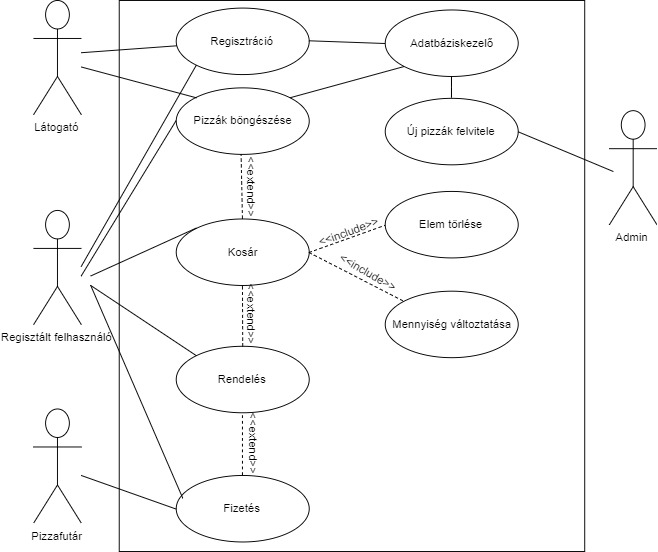 Regisztráció
Adatbáziskezelő
Látogató
Pizzák böngészése
Új pizzák felvitele
<<extend>>
Admin
Elem törlése
<<include>>
Kosár
<<include>>
Regisztált felhasználó
<<extend>>
Mennyiség változtatása
Rendelés
<<extend>>
Fizetés
Pizzafutár